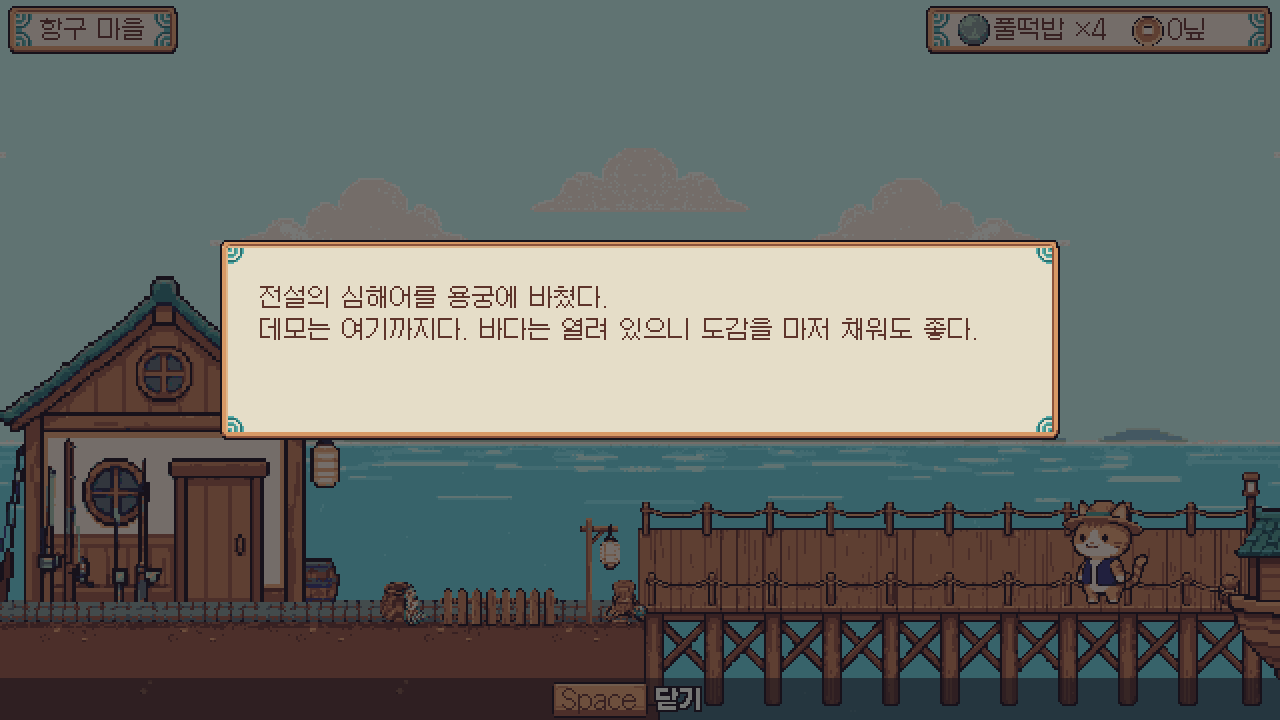 항구 마을
풀떡밥 ×4 0닢
전설의 심해어를 용궁에 바쳤다.
데모는 여기까지다. 바다는 열려 있으니 도감을 마저 채워도 좋다.
Space 닫기